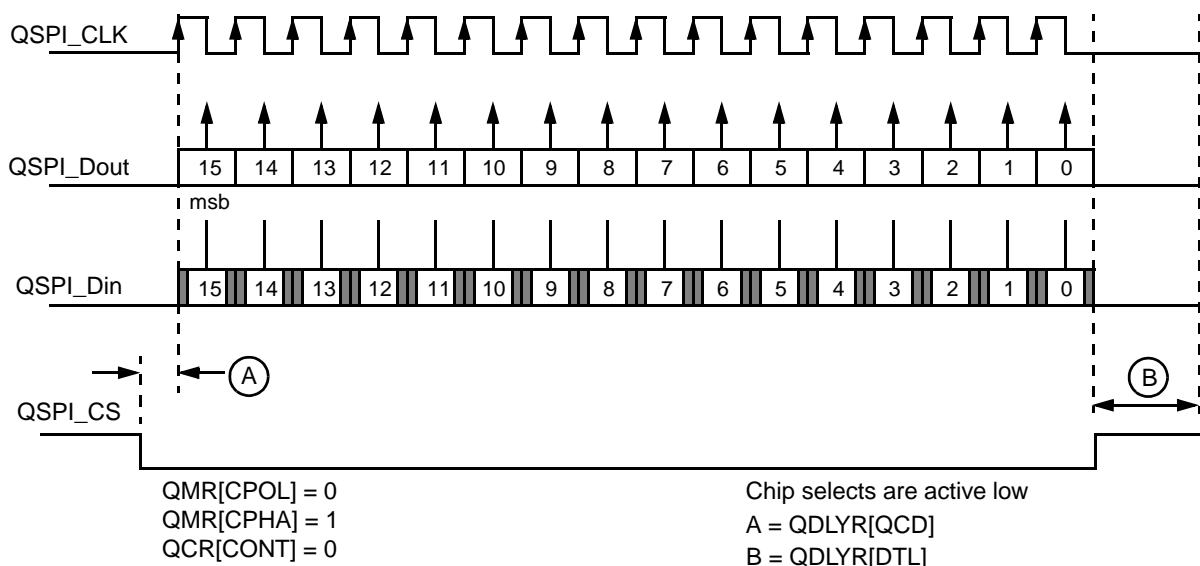 QSPI_CLK
QSPI_Dout
15 14 13 12 11 10 9 8 7 6 5 4 3 2 1 0
msb
QSPI_Din
15 14 13 12 11 10 9 8 7 6 5 4 3 2 1 0
A
B
QSPI_CS
QMR[CPOL] = 0
QMR[CPHA] = 1
QCR[CONT] = 0
Chip selects are active low
A = QDLYR[QCD]
B = QDLYR[DTL]